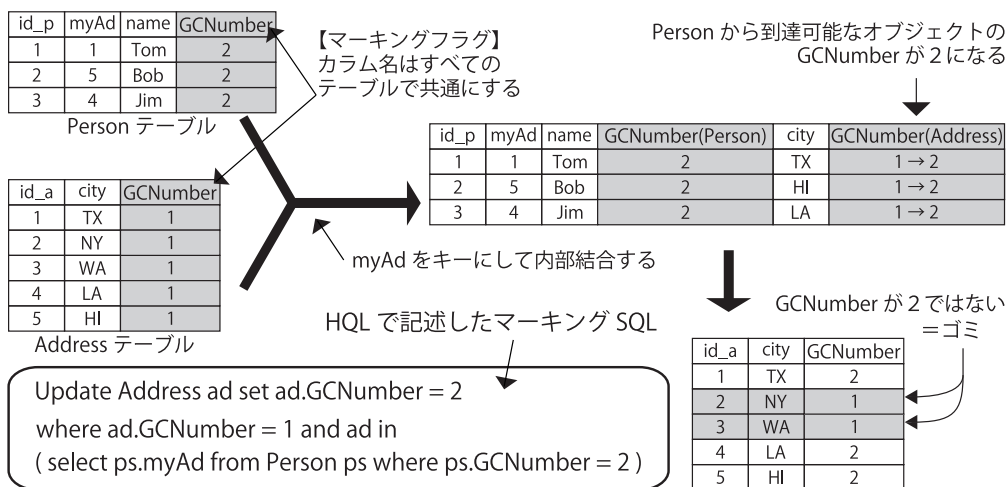 id_p myAd name GCNumber
1 1 Tom 2
2 5 Bob 2
3 4 Jim 2
Person テーブル
【マーキングフラグ】
カラム名はすべての
テーブルで共通にする
Person から到達可能なオブジェクトの
GCNumber が 2 になる
id_p myAd name GCNumber(Person) city GCNumber(Address)
1 1 Tom 2 TX 1 → 2
2 5 Bob 2 HI 1 → 2
3 4 Jim 2 LA 1 → 2
id_a city GCNumber
1 TX 1
2 NY 1
3 WA 1
4 LA 1
5 HI 1
Address テーブル
myAd をキーにして内部結合する
HQL で記述したマーキング SQL
Update Address ad set ad.GCNumber = 2
where ad.GCNumber = 1 and ad in
( select ps.myAd from Person ps where ps.GCNumber = 2 )
GCNumber が 2 ではない
＝ゴミ
id_a city GCNumber
1 TX 2
2 NY 1
3 WA 1
4 LA 2
5 HI 2